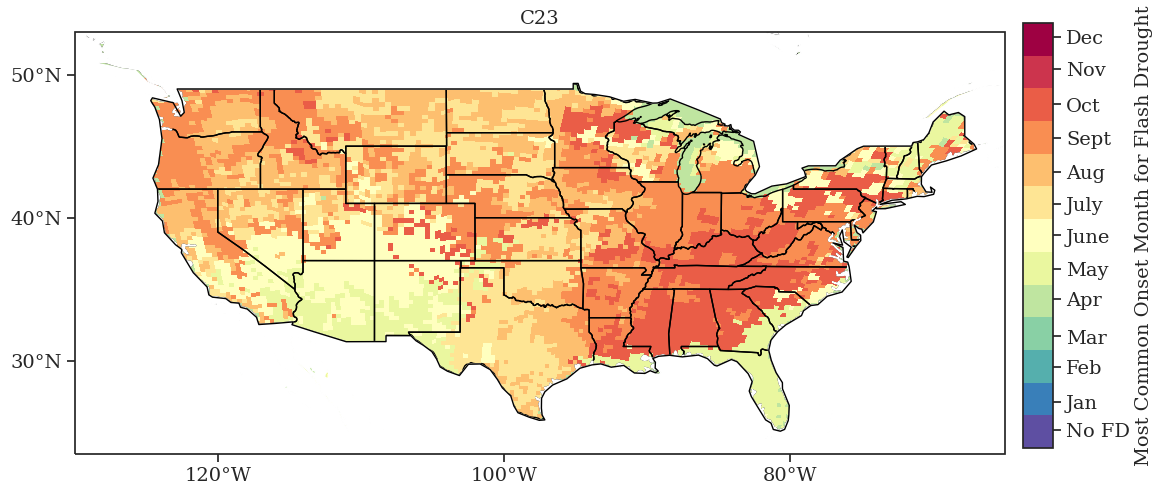 C23
50°N
40°N
30°N
120°W
100°W
80°W
Dec
Nov
Oct
Sept
Aug
July
June
May
Apr
Mar
Feb
Jan
No FD
Most Common Onset Month for Flash Drought